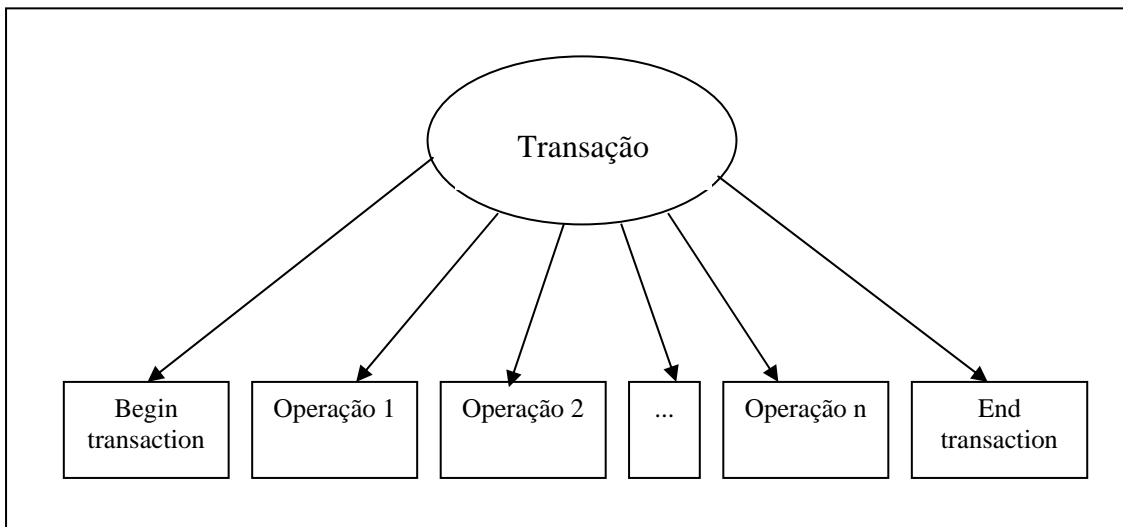 Transação
Begin
transaction
Operação 1
Operação 2
...
Operação n
End
transaction